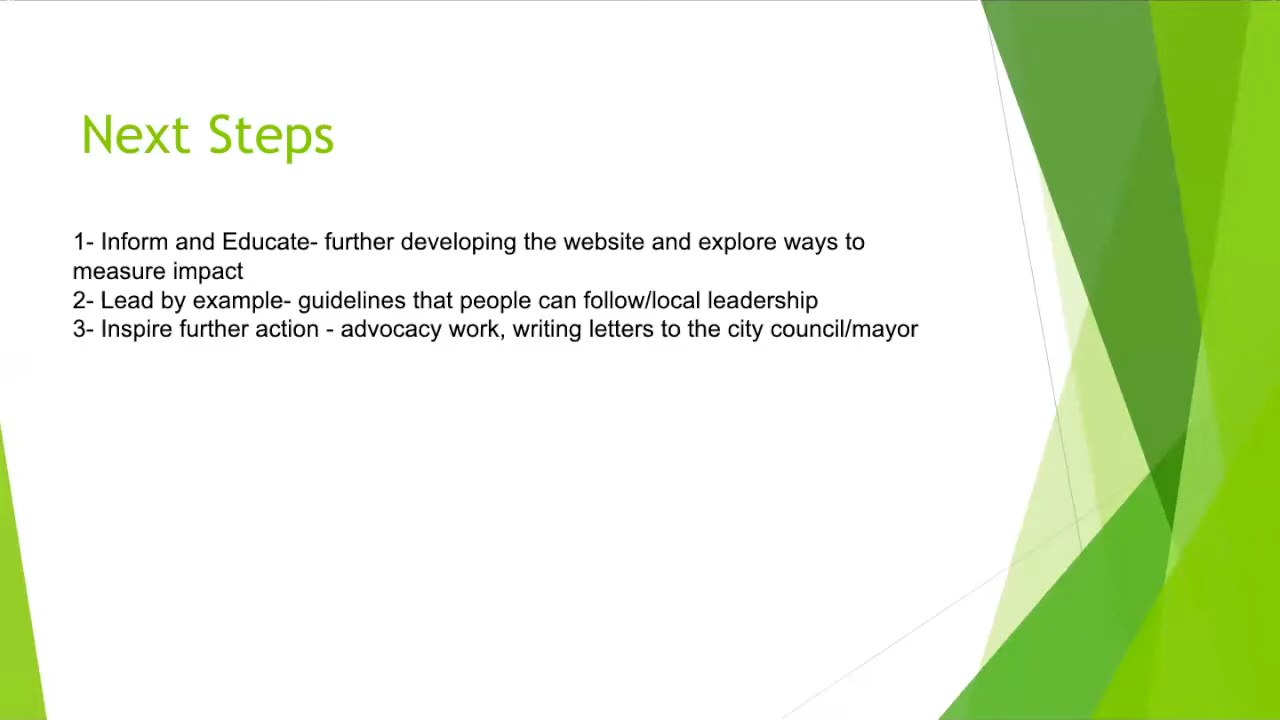 Next Steps
1- Inform and Educate- further developing the website and explore ways to
measure impact
2- Lead by example- guidelines that people can follow/local leadership
3- Inspire further action - advocacy work, writing letters to the city council/mayor